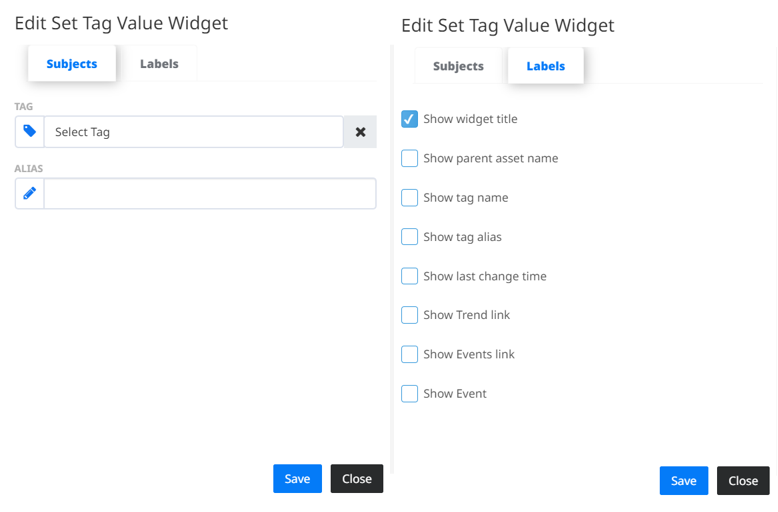 Edit Set Tag Value Widget
Subjects
Labels
TAG
Select Tag
ALIAS
Save
Close
Edit Set Tag Value Widget
Subjects
Labels
Show widget title
Show parent asset name
Show tag name
Show tag alias
Show last change time
Show Trend link
Show Events link
Show Event
Save
Close